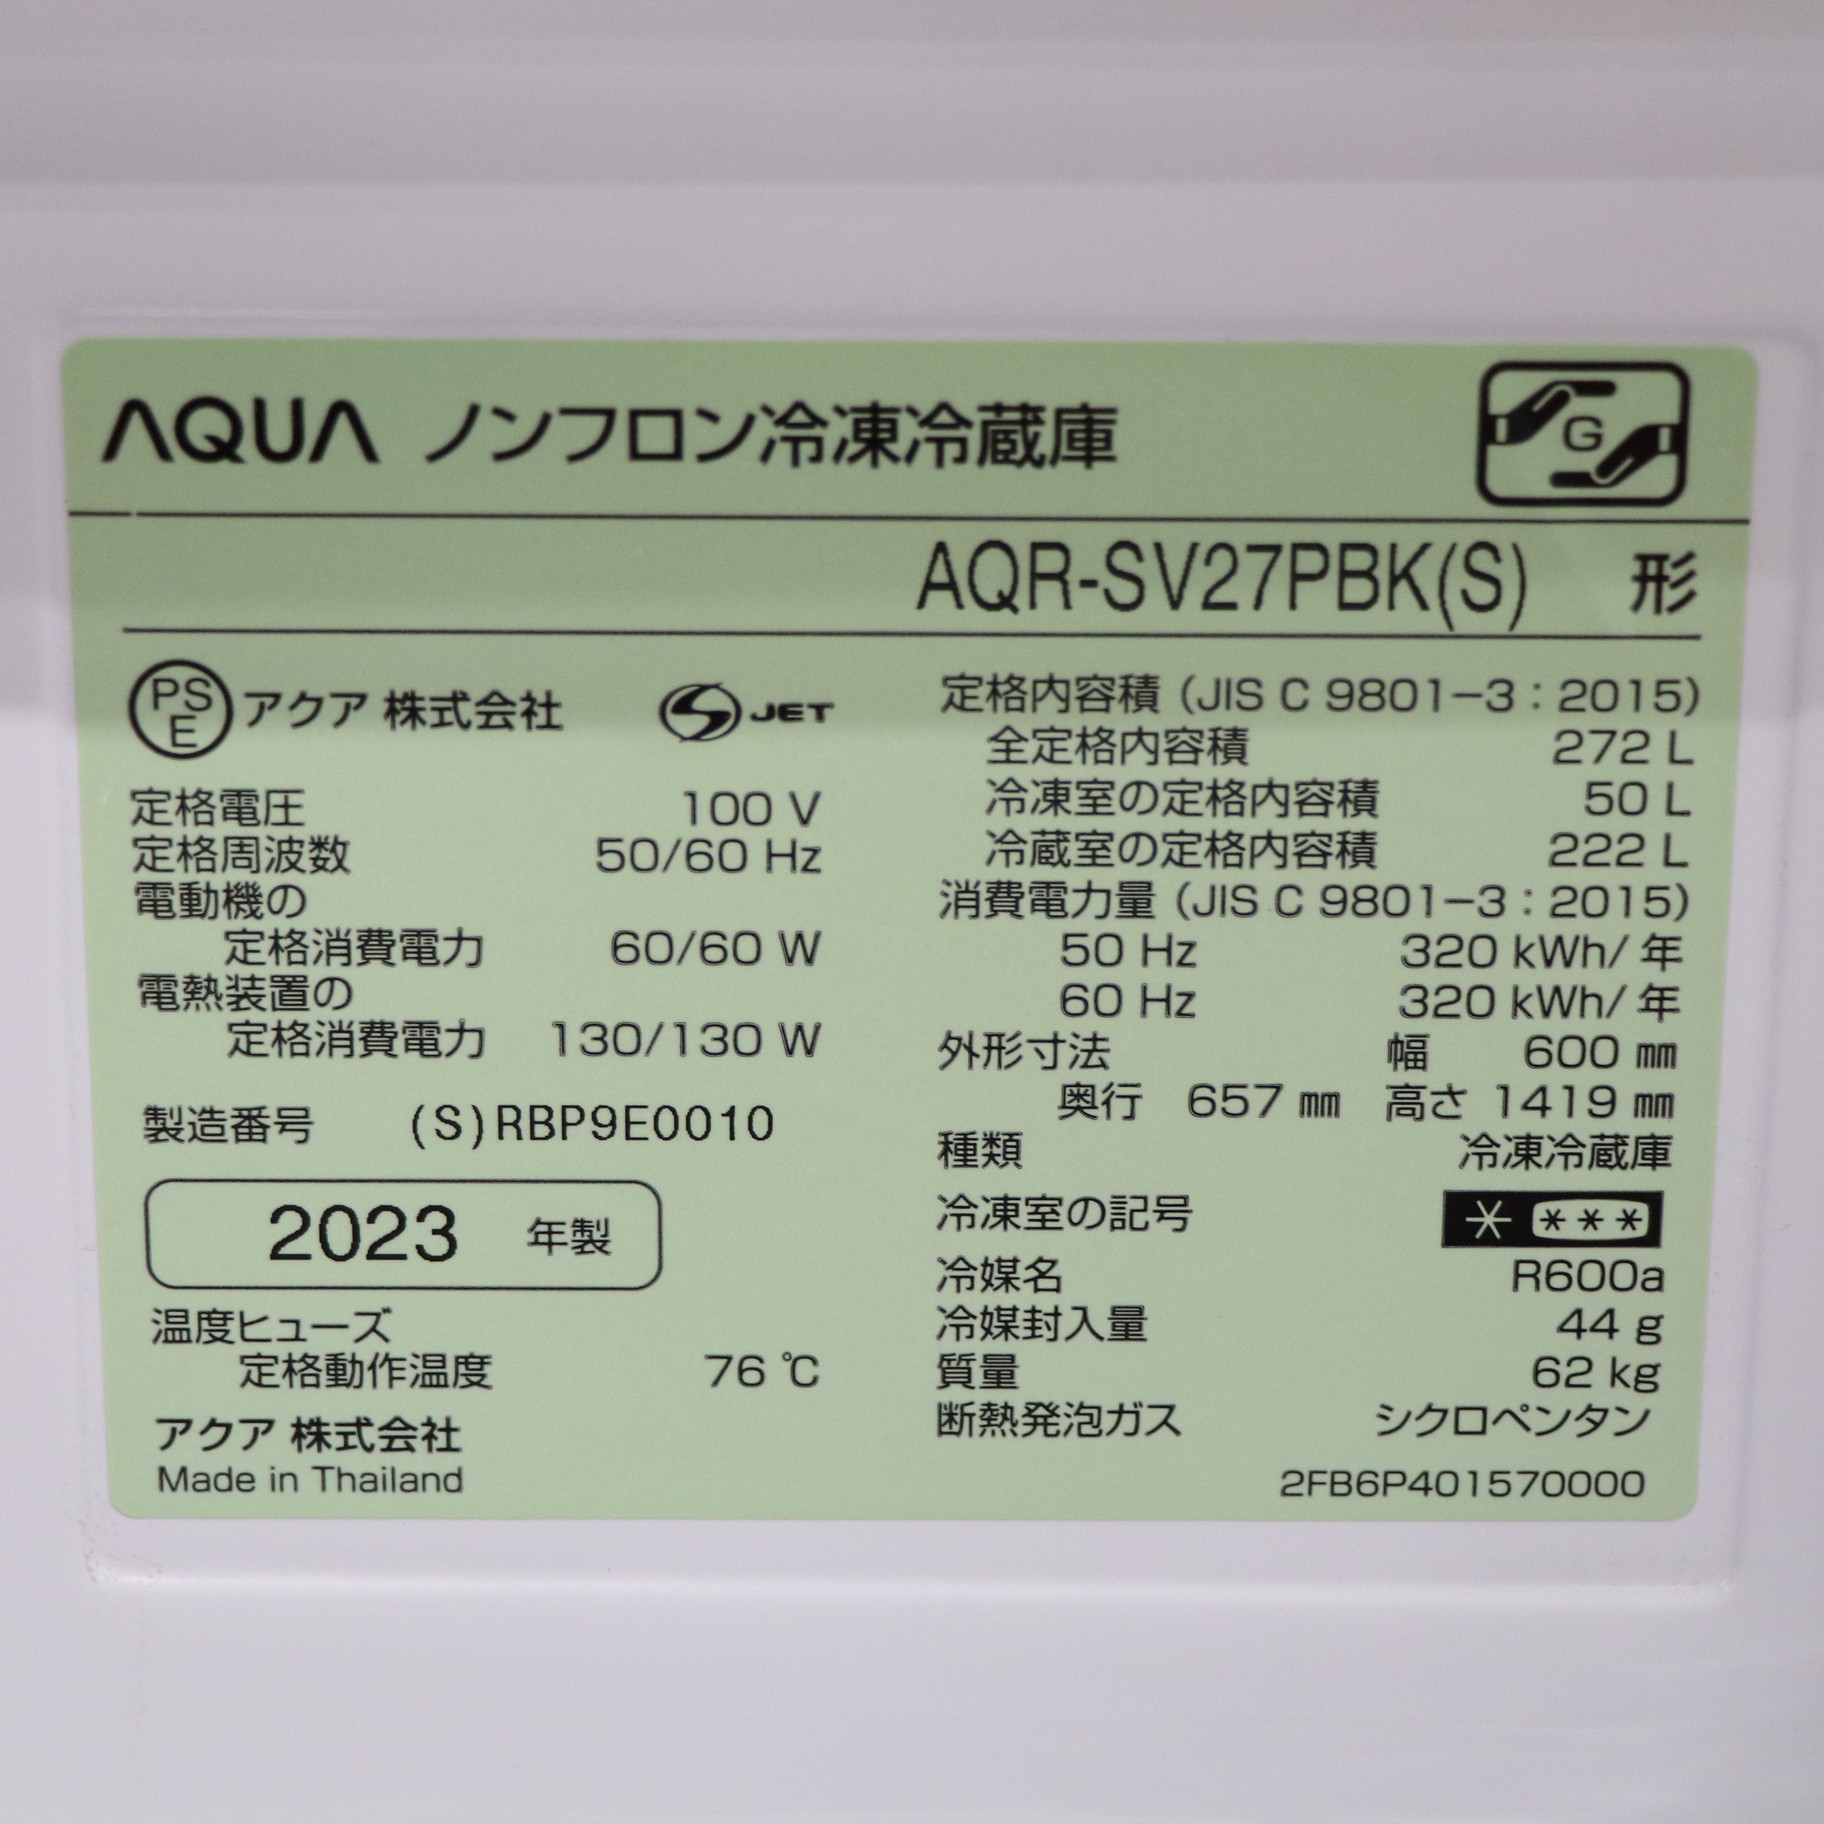 AQUA ノンフロン冷凍冷蔵庫
G
AQR-SV27PBK(S) 形
PSE アクア 株式会社 JET
定格電圧 100 V
定格周波数 50/60 Hz
電動機の
定格消費電力 60/60 W
電熱装置の
定格消費電力 130/130 W
製造番号 (S)RBP9E0010
2023 年製
温度ヒューズ
定格動作温度 76 ℃
アクア 株式会社
Made in Thailand
定格内容積 (JIS C 9801-3:2015)
全定格内容積 272 L
冷凍室の定格内容積 50 L
冷蔵室の定格内容積 222 L
消費電力量 (JIS C 9801-3:2015)
50 Hz 320 kWh/年
60 Hz 320 kWh/年
外形寸法 幅 600 ㎜
奥行 657 ㎜ 高さ 1419 ㎜
種類 冷凍冷蔵庫
冷凍室の記号 * ***
冷媒名 R600a
冷媒封入量 44 g
質量 62 kg
断熱発泡ガス シクロペンタン
2FB6P401570000